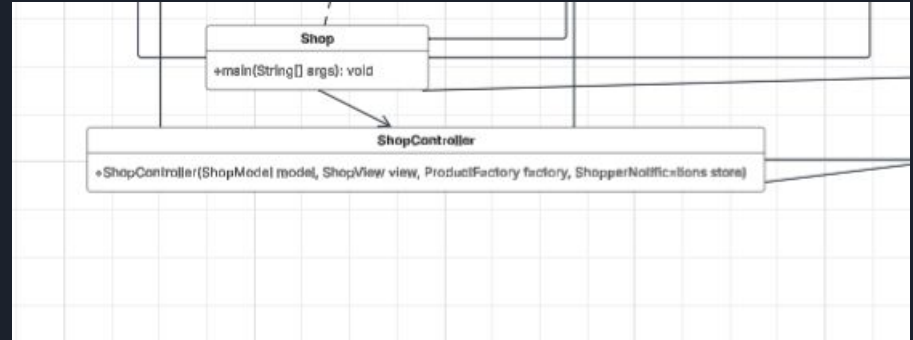 Shop
+main(String[] args): void
ShopController
+ShopController(ShopModel model, ShopView view, ProductFactory factory, ShopperNotifications store)